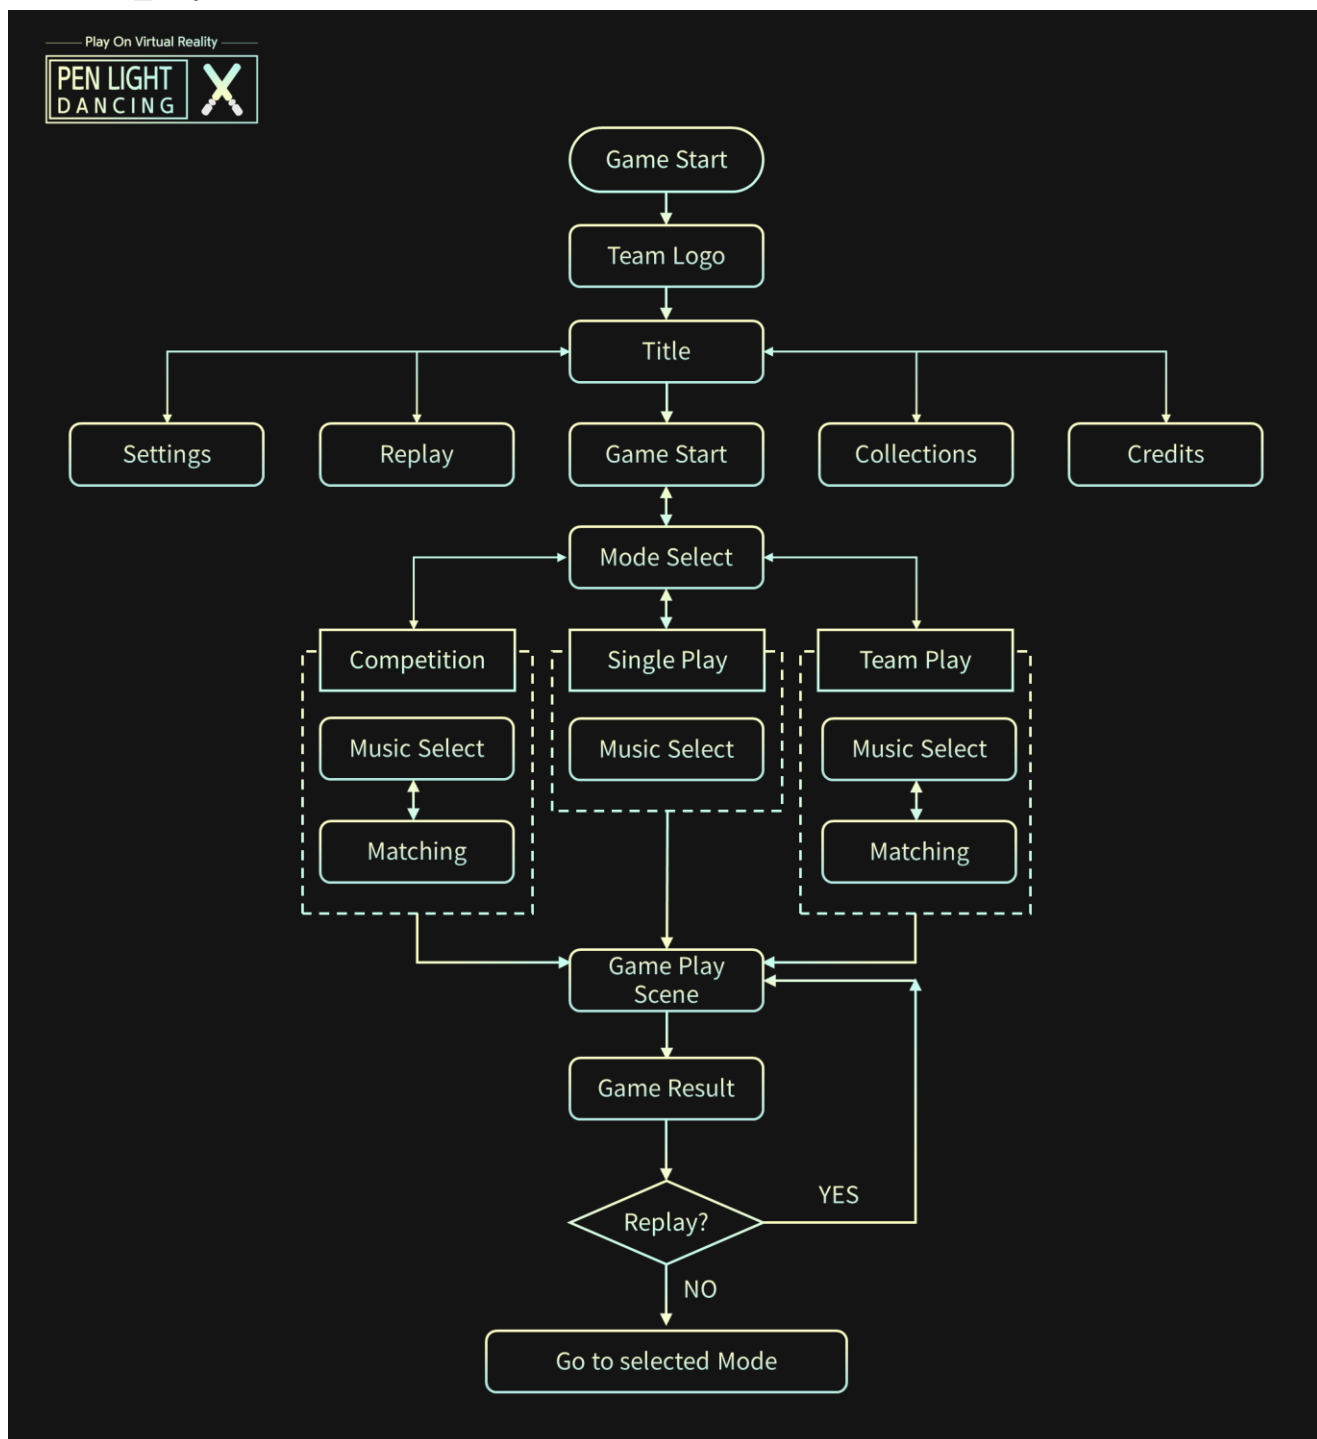 Play On Virtual Reality
PEN LIGHT
DANCING
Game Start
Team Logo
Title
Settings
Replay
Game Start
Collections
Credits
Mode Select
Competition
Single Play
Team Play
Music Select
Music Select
Music Select
Matching
Matching
Game Play
Scene
Game Result
YES
Replay?
NO
Go to selected Mode